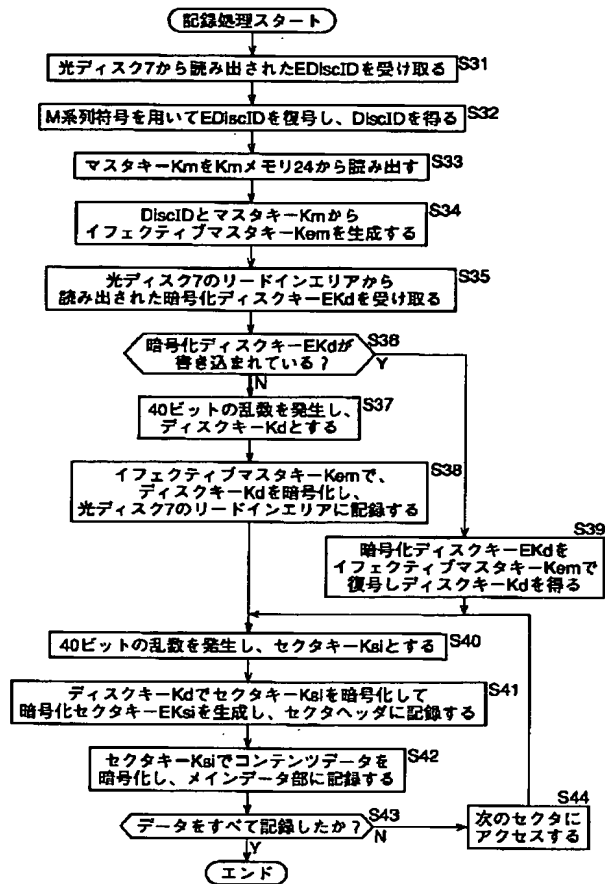 記録処理スタート
光ディスク7から読み出されたEDiscIDを受け取る
S31
M系列符号を用いてEDiscIDを復号し、DiscIDを得る
S32
マスタキーKmをKmメモリ24から読み出す
S33
DiscIDとマスタキーKmから
イフェクティブマスタキーKemを生成する
S34
光ディスク7のリードインエリアから
読み出された暗号化ディスクキーEKdを受け取る
S35
暗号化ディスクキーEKdが
書き込まれている?
S36
Y
N
40ビットの乱数を発生し、
ディスクキーKdとする
S37
イフェクティブマスタキーKemで、
ディスクキーKdを暗号化し、
光ディスク7のリードインエリアに記録する
S38
暗号化ディスクキーEKdを
イフェクティブマスタキーKemで
復号しディスクキーKdを得る
S39
40ビットの乱数を発生し、セクタキーKsiとする
S40
ディスクキーKdでセクタキーKsiを暗号化して
暗号化セクタキーEKsiを生成し、セクタヘッダに記録する
S41
セクタキーKsiでコンテンツデータを
暗号化し、メインデータ部に記録する
S42
データをすべて記録したか?
S43
N
Y
次のセクタに
アクセスする
S44
エンド